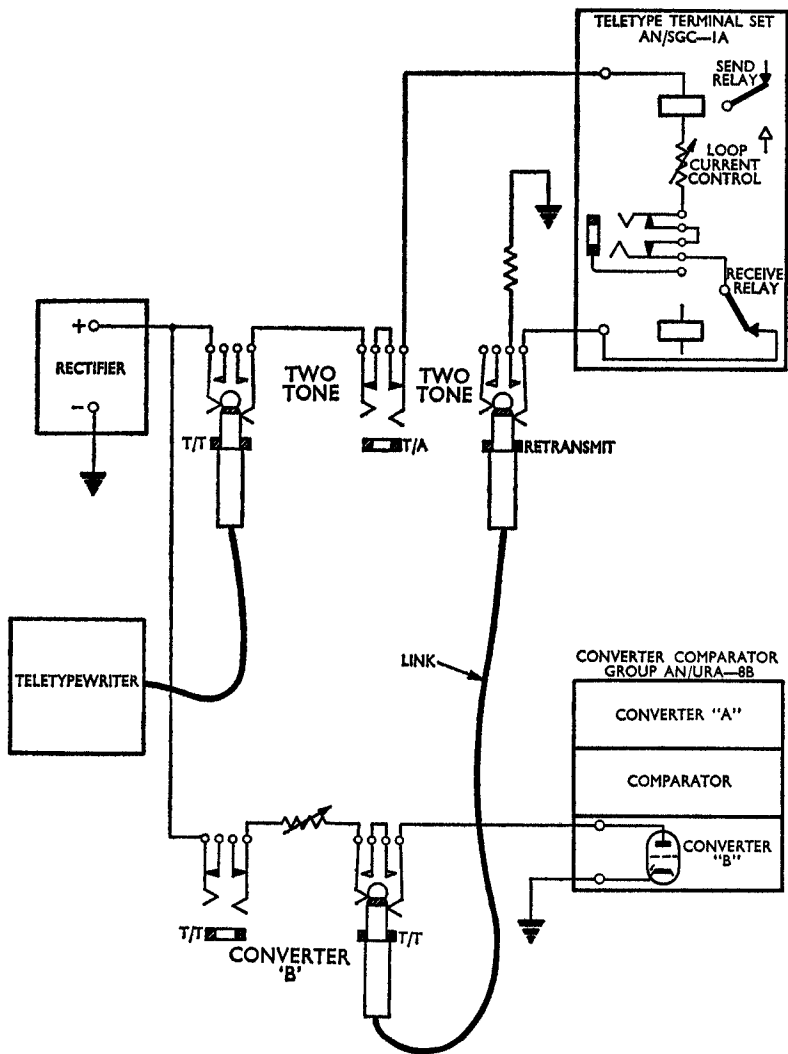 TELETYPE TERMINAL SET
AN/SGC—1A
SEND
RELAY
LOOP
CURRENT
CONTROL
RECEIVE
RELAY
+
RECTIFIER
-
TWO
TONE
TWO
TONE
T/T
T/A
RETRANSMIT
TELETYPEWRITER
LINK
CONVERTER COMPARATOR
GROUP AN/URA—8B
CONVERTER "A"
COMPARATOR
CONVERTER
"B"
T/T
T/T
CONVERTER
'B'